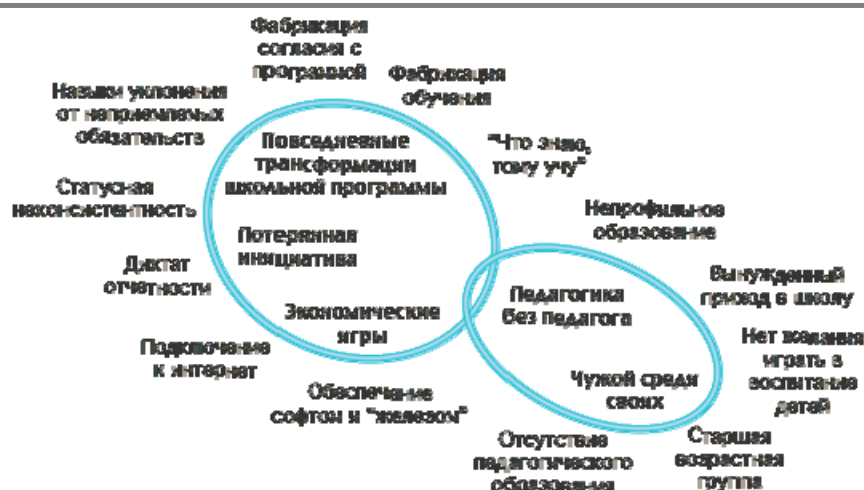 Фабрикация
согласия с
программой
Фабрикация
обучения
Навыки уклонения
от неприемлемых
обязательств
Повседневные
трансформации
школьной программы
"Что знаю,
тому учу"
Статусная
неконсистентность
Непрофильное
образование
Потерянная
инициатива
Диктат
отчетности
Вынужденный
приход в школу
Педагогика
без педагога
Экономические
игры
Нет желания
играть в
воспитание
детей
Подключение
к интернет
Чужой среди
своих
Обеспечение
софтом и "железом"
Отсутствие
педагогического
образования
Старшая
возрастная
группа